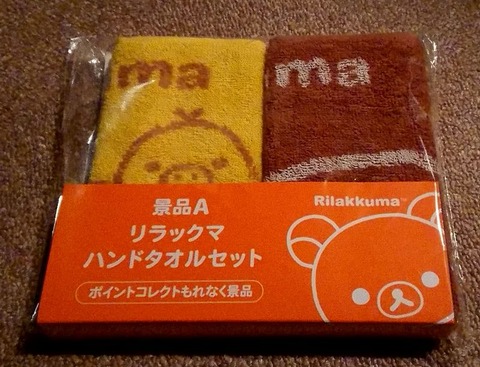 ma
ma
Rilakkuma™
景品A
リラックマ
ハンドタオルセット
ポイントコレクトもれなく景品